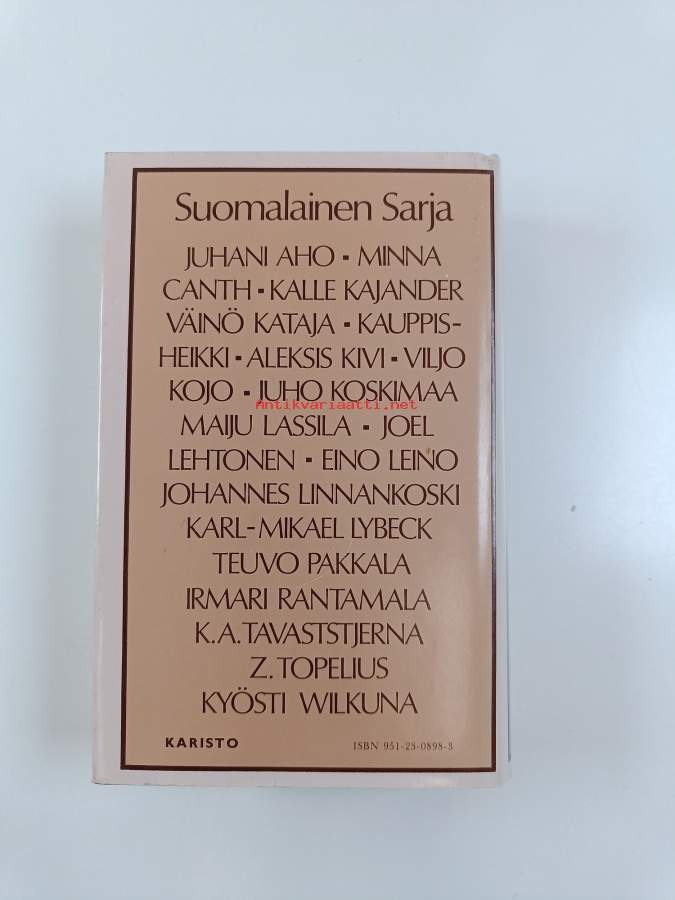 Suomalainen Sarja
JUHANI AHO ▪ MINNA
CANTH ▪ KALLE KAJANDER
VÄINÖ KATAJA ▪ KAUPPIS-
HEIKKI ▪ ALEKSIS KIVI ▪ VILJO
KOJO ▪ JUHO KOSKIMAA
Antikvariaatti.net
MAIJU LASSILA ▪ JOEL
LEHTONEN ▪ EINO LEINO
JOHANNES LINNANKOSKI
KARL-MIKAEL LYBECK
TEUVO PAKKALA
IRMARI RANTAMALA
K.A.TAVASTSTJERNA
Z.TOPELIUS
KYÖSTI WILKUNA
KARISTO ISBN 951-23-0898-3